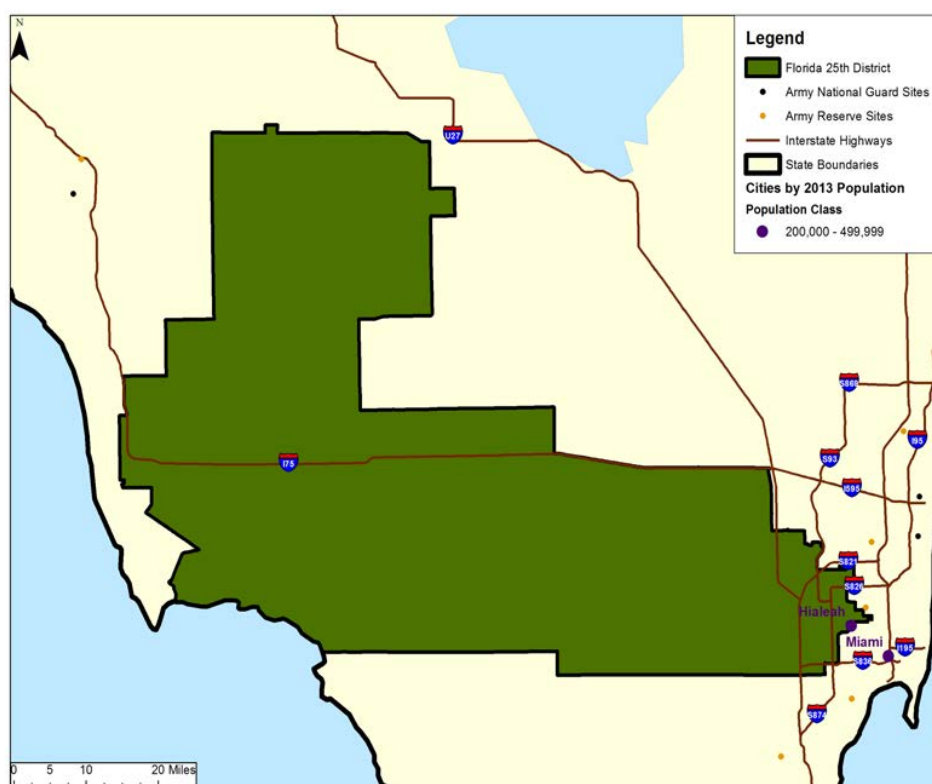 N
Legend
Florida 25th District
Army National Guard Sites
Army Reserve Sites
Interstate Highways
State Boundaries
Cities by 2013 Population
Population Class
200,000 - 499,999
U27
S869
I95
S93
I75
I595
S821
S826
Hialeah
Miami
I195
S836
S874
0 5 10 20 Miles